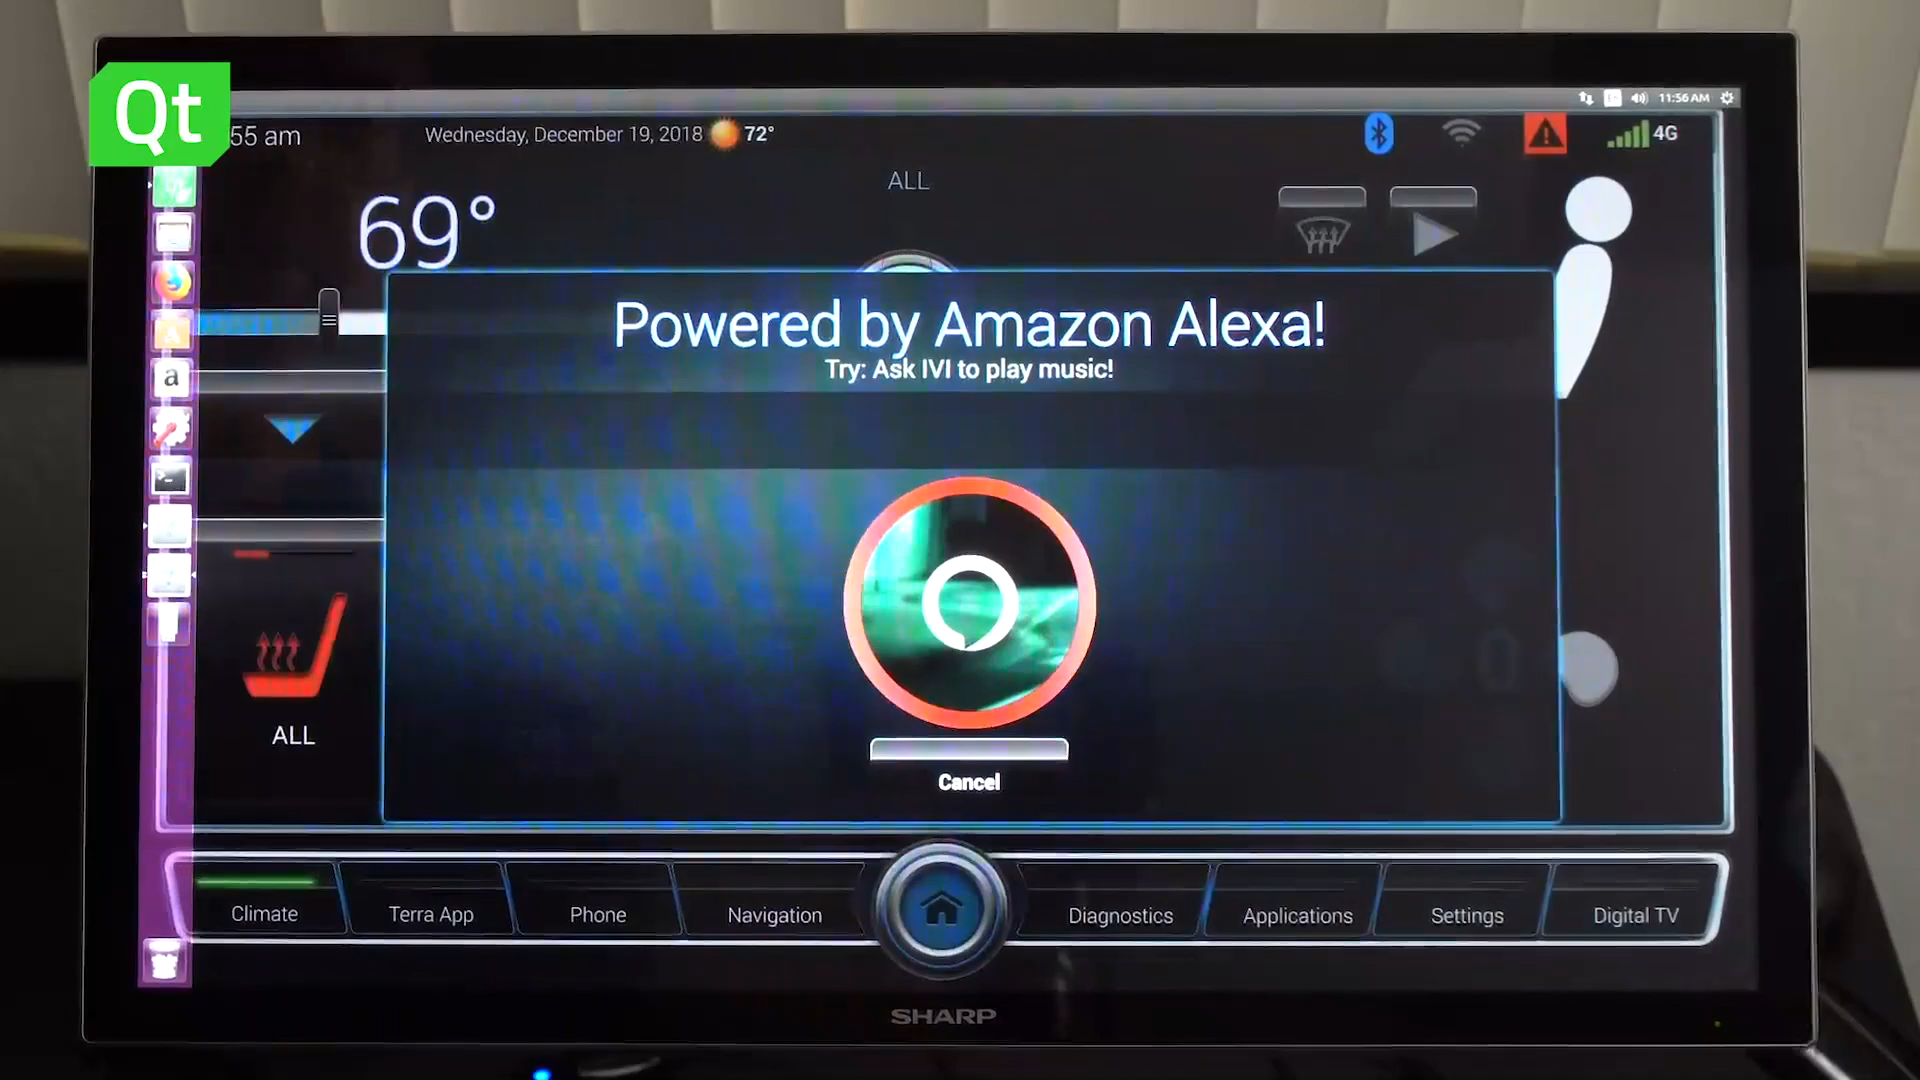 Qt
11:56 AM
55 am
Wednesday, December 19, 2018
72°
4G
ALL
69°
Powered by Amazon Alexa!
Try: Ask IVI to play music!
a
ALL
Cancel
Climate
Terra App
Phone
Navigation
Diagnostics
Applications
Settings
Digital TV
SHARP